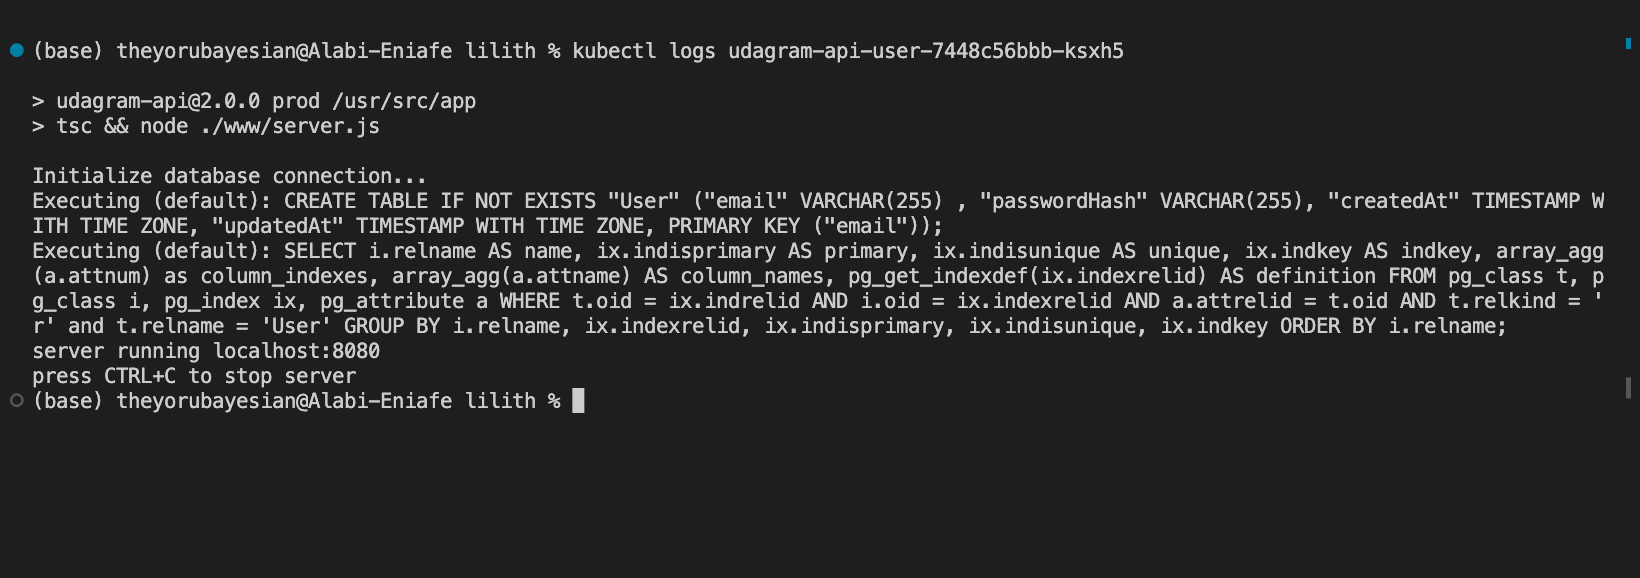 (base) theyorubayesian@Alabi-Eniafe lilith % kubectl logs udagram-api-user-7448c56bbb-ksxh5
> udagram-api@2.0.0 prod /usr/src/app
> tsc && node ./www/server.js
Initialize database connection...
Executing (default): CREATE TABLE IF NOT EXISTS "User" ("email" VARCHAR(255) , "passwordHash" VARCHAR(255), "createdAt" TIMESTAMP W
ITH TIME ZONE, "updatedAt" TIMESTAMP WITH TIME ZONE, PRIMARY KEY ("email"));
Executing (default): SELECT i.relname AS name, ix.indisprimary AS primary, ix.indisunique AS unique, ix.indkey AS indkey, array_agg
(a.attnum) as column_indexes, array_agg(a.attname) AS column_names, pg_get_indexdef(ix.indexrelid) AS definition FROM pg_class t, p
g_class i, pg_index ix, pg_attribute a WHERE t.oid = ix.indrelid AND i.oid = ix.indexrelid AND a.attrelid = t.oid AND t.relkind = '
r' and t.relname = 'User' GROUP BY i.relname, ix.indexrelid, ix.indisprimary, ix.indisunique, ix.indkey ORDER BY i.relname;
server running localhost:8080
press CTRL+C to stop server
(base) theyorubayesian@Alabi-Eniafe lilith %